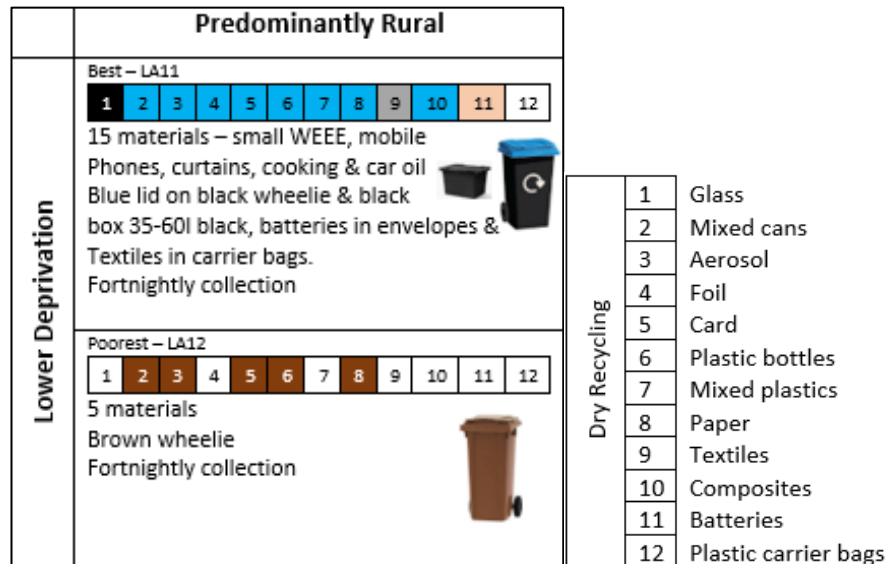 Predominantly Rural
Lower Deprivation
Best – LA11
1 2 3 4 5 6 7 8 9 10 11 12
15 materials – small WEEE, mobile
Phones, curtains, cooking & car oil
Blue lid on black wheelie & black
box 35-60l black, batteries in envelopes &
Textiles in carrier bags.
Fortnightly collection
Poorest – LA12
1 2 3 4 5 6 7 8 9 10 11 12
5 materials
Brown wheelie
Fortnightly collection
Dry Recycling
1 Glass
2 Mixed cans
3 Aerosol
4 Foil
5 Card
6 Plastic bottles
7 Mixed plastics
8 Paper
9 Textiles
10 Composites
11 Batteries
12 Plastic carrier bags